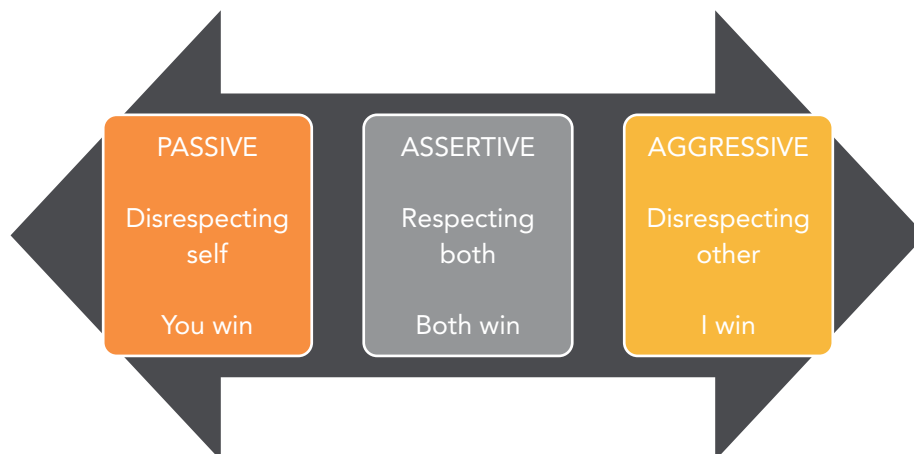 PASSIVE
Disrespecting
self
You win
ASSERTIVE
Respecting
both
Both win
AGGRESSIVE
Disrespecting
other
I win